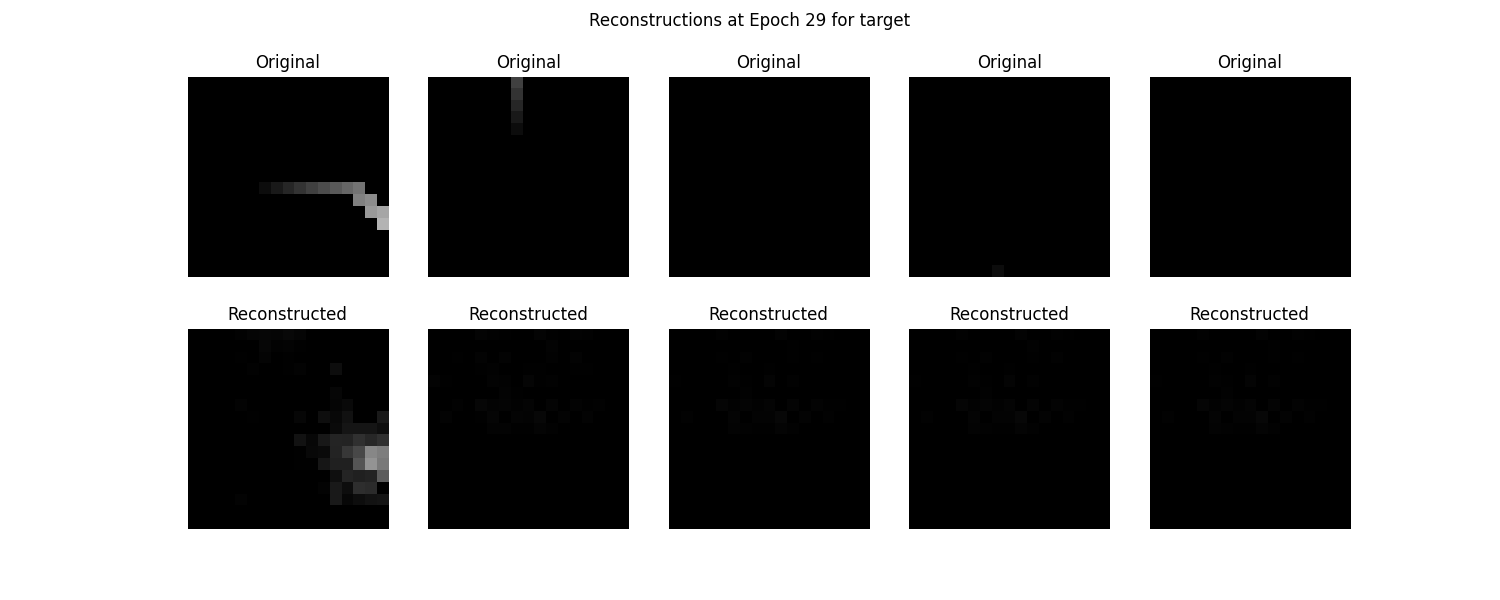 Reconstructions at Epoch 29 for target
Original Original Original Original Original
Reconstructed Reconstructed Reconstructed Reconstructed Reconstructed